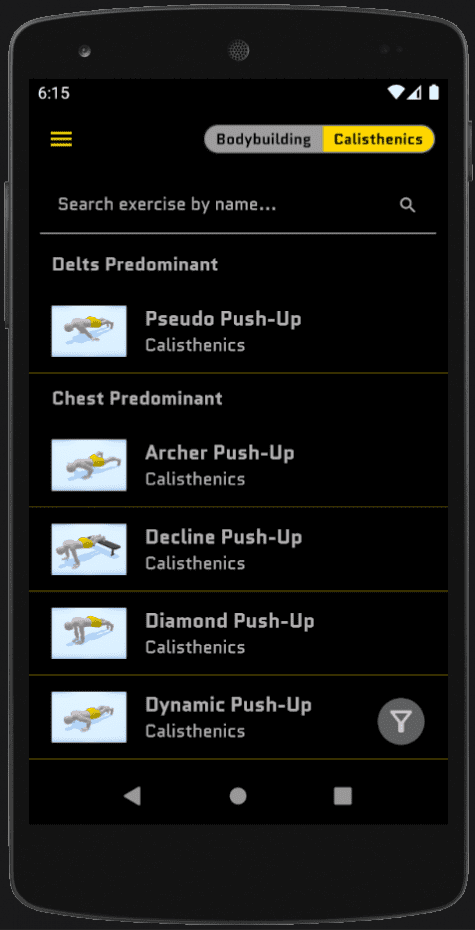 6:15
Bodybuilding Calisthenics
Search exercise by name...
Delts Predominant
Pseudo Push-Up
Calisthenics
Chest Predominant
Archer Push-Up
Calisthenics
Decline Push-Up
Calisthenics
Diamond Push-Up
Calisthenics
Dynamic Push-Up
Calisthenics